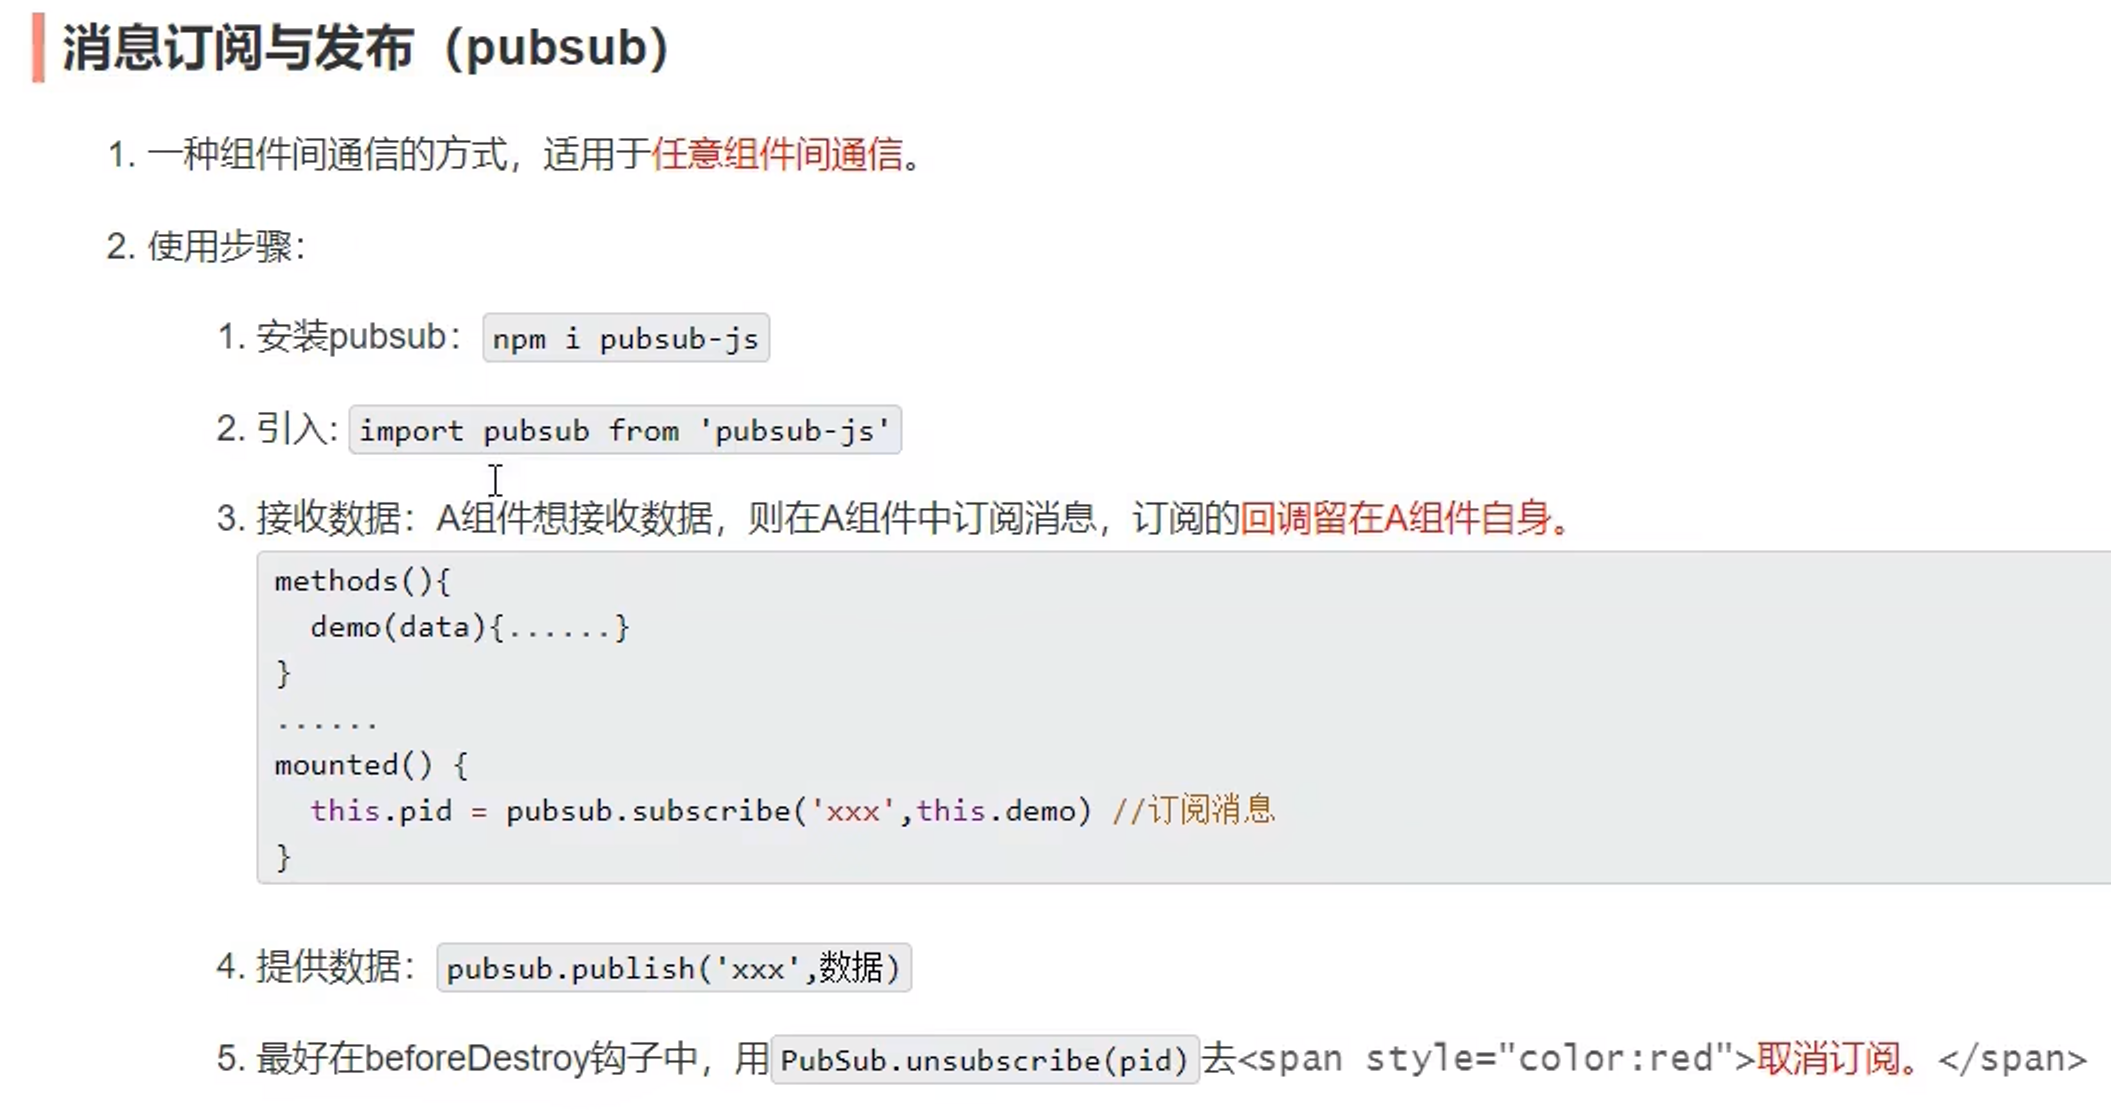 消息订阅与发布（pubsub）
1. 一种组件间通信的方式，适用于任意组件间通信。
2. 使用步骤：
1. 安装pubsub：npm i pubsub-js
2. 引入: import pubsub from 'pubsub-js'
3. 接收数据：A组件想接收数据，则在A组件中订阅消息，订阅的回调留在A组件自身。
methods(){
  demo(data){......}
}
......
mounted() {
  this.pid = pubsub.subscribe('xxx',this.demo) //订阅消息
}
4. 提供数据：pubsub.publish('xxx',数据)
5. 最好在beforeDestroy钩子中，用PubSub.unsubscribe(pid)去<span style="color:red">取消订阅。</span>